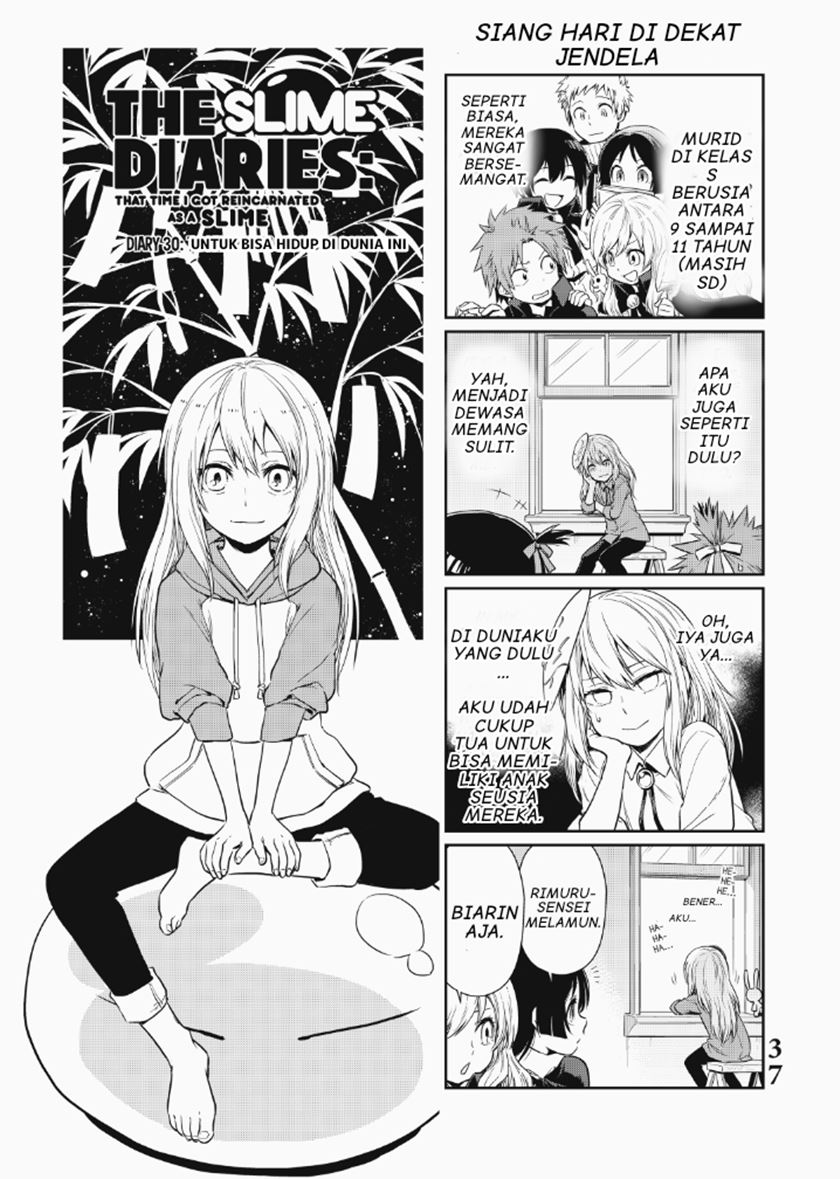 THE SLIME
DIARIES:
THAT TIME I GOT REINCARNATED
AS A SLIME
DIARY 30: UNTUK BISA HIDUP DI DUNIA INI
SIANG HARI DI DEKAT
JENDELA
MURID
DI KELAS
S
BERUSIA
ANTARA
9 SAMPAI
11 TAHUN
(MASIH
SD)
SEPERTI
BIASA,
MEREKA
SANGAT
BERSE-
MANGAT.
APA
AKU
JUGA
SEPERTI
ITU
DULU?
YAH,
MENJADI
DEWASA
MEMANG
SULIT.
OH,
IYA JUGA
YA...
DI DUNIAKU
YANG DULU
...
AKU UDAH
CUKUP
TUA UNTUK
BISA MEMI-
LIKI ANAK
SEUSIA
MEREKA.
HE-
HE-
HE...!
BENER...
AKU...
HA-
HA-
HA...
RIMURU-
SENSEI
MELAMUN.
BIARIN
AJA.
37